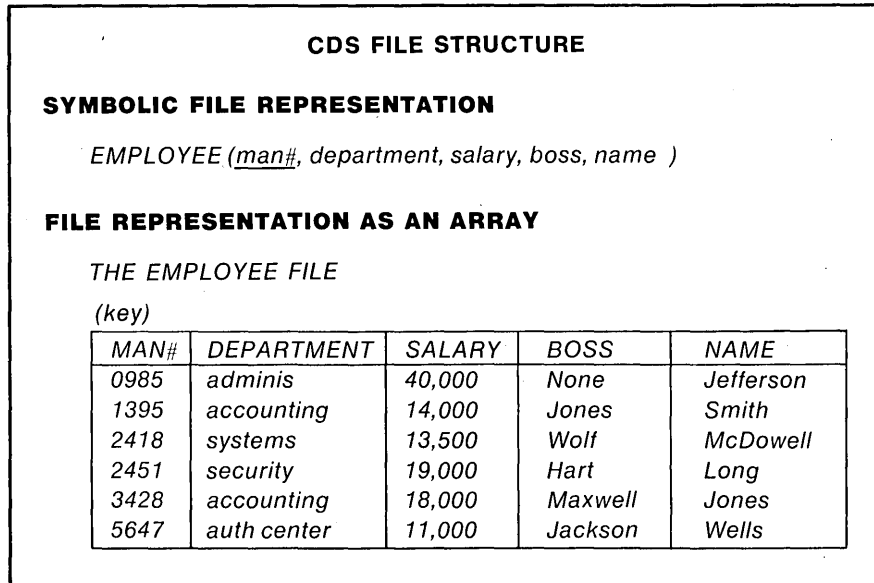 CDS FILE STRUCTURE
SYMBOLIC FILE REPRESENTATION
EMPLOYEE (man#, department, salary, boss, name )
FILE REPRESENTATION AS AN ARRAY
THE EMPLOYEE FILE
(key)
MAN# DEPARTMENT SALARY BOSS NAME
0985 adminis 40,000 None Jefferson
1395 accounting 14,000 Jones Smith
2418 systems 13,500 Wolf McDowell
2451 security 19,000 Hart Long
3428 accounting 18,000 Maxwell Jones
5647 auth center 11,000 Jackson Wells